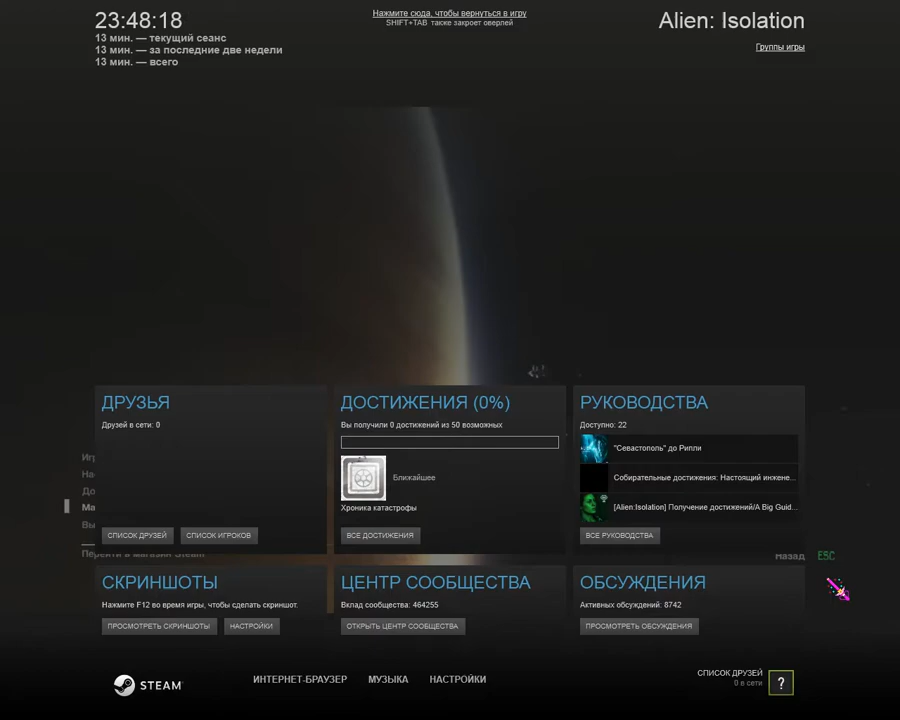 23:48:18
13 мин. — текущий сеанс
13 мин. — за последние две недели
13 мин. — всего
Нажмите сюда, чтобы вернуться в игру
SHIFT+TAB также закроет оверлей
Alien: Isolation
Группы игры
ДРУЗЬЯ
Друзей в сети: 0
СПИСОК ДРУЗЕЙ
СПИСОК ИГРОКОВ
ДОСТИЖЕНИЯ (0%)
Вы получили 0 достижений из 50 возможных
Ближайшее
Хроника катастрофы
ВСЕ ДОСТИЖЕНИЯ
РУКОВОДСТВА
Доступно: 22
"Севастополь" до Рипли
Собирательные достижения: Настоящий инжене...
[Alien:Isolation] Получение достижений/A Big Guid...
ВСЕ РУКОВОДСТВА
Перейти в магазин Steam
назад ESC
СКРИНШОТЫ
Нажмите F12 во время игры, чтобы сделать скриншот.
ПРОСМОТРЕТЬ СКРИНШОТЫ
НАСТРОЙКИ
ЦЕНТР СООБЩЕСТВА
Вклад сообщества: 464255
ОТКРЫТЬ ЦЕНТР СООБЩЕСТВА
ОБСУЖДЕНИЯ
Активных обсуждений: 8742
ПРОСМОТРЕТЬ ОБСУЖДЕНИЯ
STEAM
ИНТЕРНЕТ-БРАУЗЕР
МУЗЫКА
НАСТРОЙКИ
СПИСОК ДРУЗЕЙ
0 в сети
?